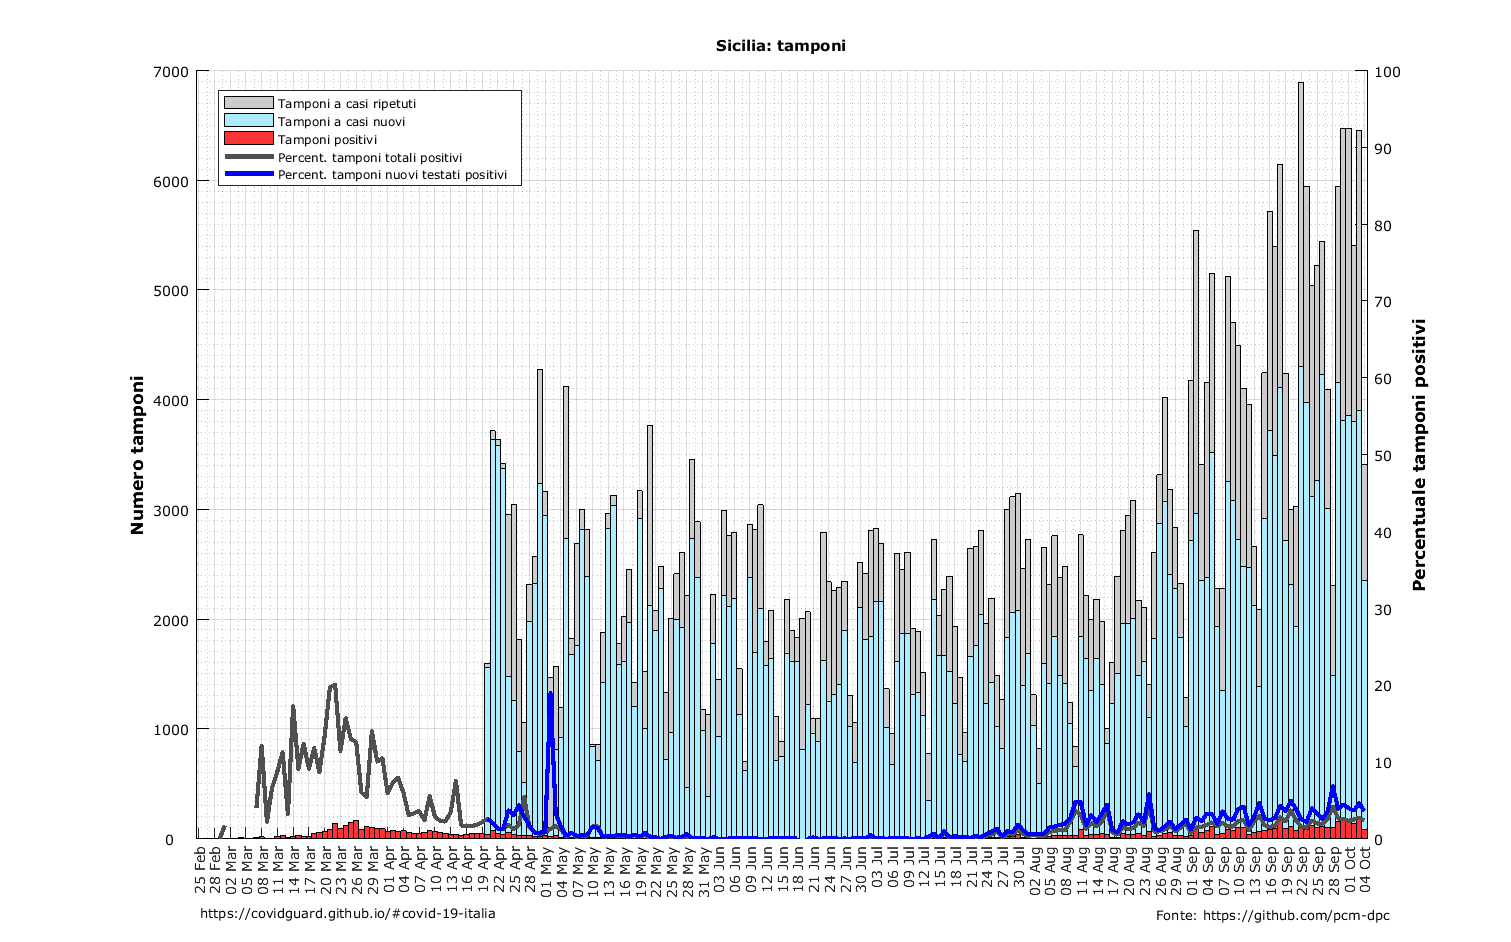 Sicilia: tamponi
Tamponi a casi ripetuti
Tamponi a casi nuovi
Tamponi positivi
Percent. tamponi totali positivi
Percent. tamponi nuovi testati positivi
Numero tamponi
7000
6000
5000
4000
3000
2000
1000
0
Percentuale tamponi positivi
100
90
80
70
60
50
40
30
20
10
0
25 Feb
28 Feb
02 Mar
05 Mar
08 Mar
11 Mar
14 Mar
17 Mar
20 Mar
23 Mar
26 Mar
29 Mar
01 Apr
04 Apr
07 Apr
10 Apr
13 Apr
16 Apr
19 Apr
22 Apr
25 Apr
28 Apr
01 May
04 May
07 May
10 May
13 May
16 May
19 May
22 May
25 May
28 May
31 May
03 Jun
06 Jun
09 Jun
12 Jun
15 Jun
18 Jun
21 Jun
24 Jun
27 Jun
30 Jun
03 Jul
06 Jul
09 Jul
12 Jul
15 Jul
18 Jul
21 Jul
24 Jul
27 Jul
30 Jul
02 Aug
05 Aug
08 Aug
11 Aug
14 Aug
17 Aug
20 Aug
23 Aug
26 Aug
29 Aug
01 Sep
04 Sep
07 Sep
10 Sep
13 Sep
16 Sep
19 Sep
22 Sep
25 Sep
28 Sep
01 Oct
04 Oct
https://covidguard.github.io/#covid-19-italia
Fonte: https://github.com/pcm-dpc